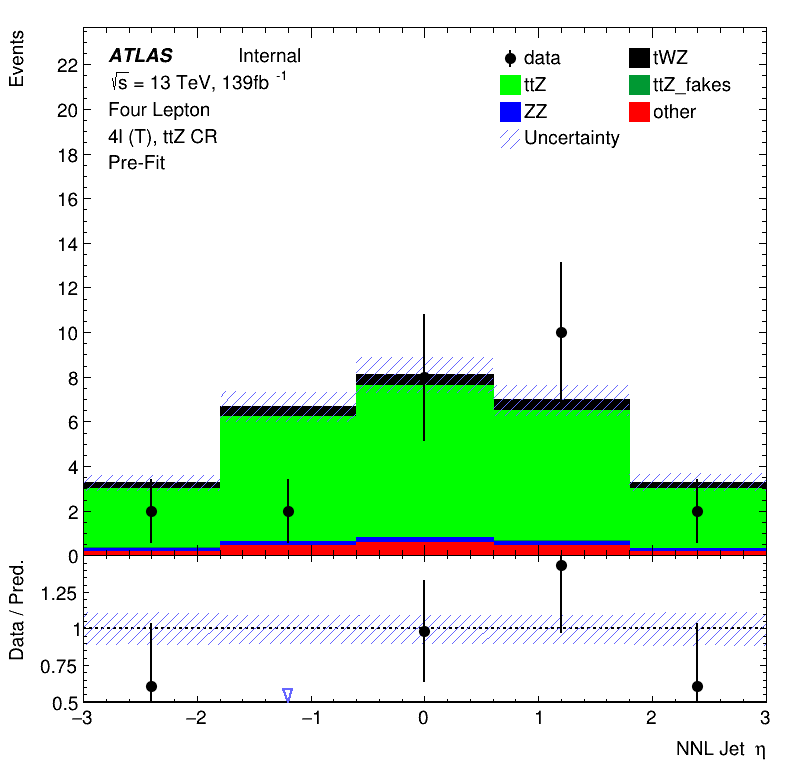 Events
22
20
18
16
14
12
10
8
6
4
2
0
ATLAS Internal
√s = 13 TeV, 139fb⁻¹
Four Lepton
4l (T), ttZ CR
Pre-Fit
data
tWZ
ttZ
ttZ_fakes
ZZ
other
Uncertainty
Data / Pred.
1.25
1
0.75
0.5
−3 −2 −1 0 1 2 3
NNL Jet η